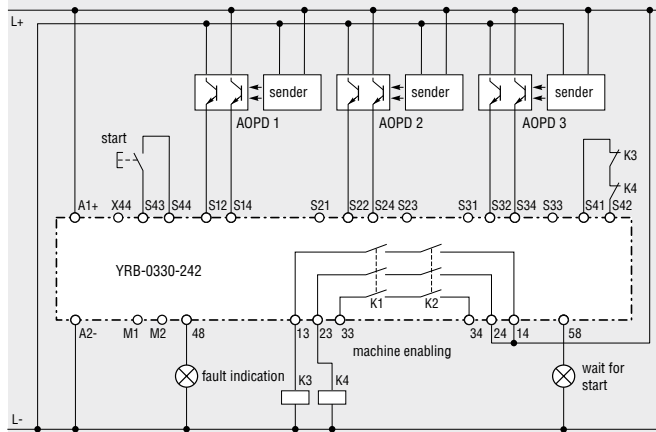 L+
sender
sender
sender
AOPD 1
AOPD 2
AOPD 3
start
K3
K4
A1+ X44 S43 S44 S12 S14 S21 S22 S24 S23 S31 S32 S34 S33 S41 S42
YRB-0330-242
K1
K2
A2- M1 M2 48 13 23 33 34 24 14 58
machine enabling
fault indication
K3
K4
wait for
start
L-